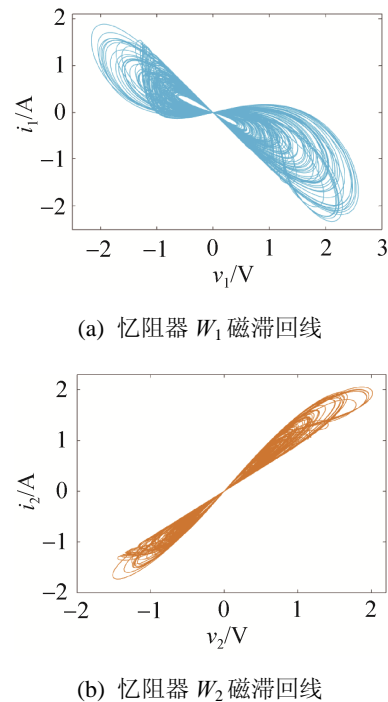 2
1
0
−1
−2
i₁/A
−2 −1 0 1 2 3
v₁/V
(a) 忆阻器 W₁ 磁滞回线
2
1
0
−1
−2
i₂/A
−1 0 1 2
v₂/V
(b) 忆阻器 W₂ 磁滞回线